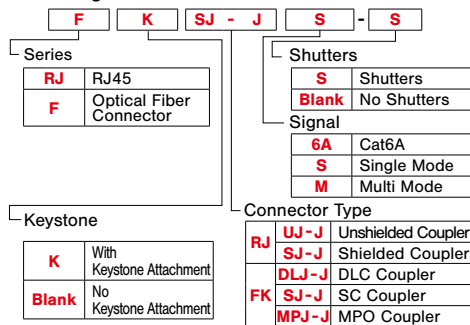 F K SJ - J S - S
Series
RJ RJ45
F Optical Fiber
Connector
Keystone
K With
Keystone Attachment
Blank No
Keystone Attachment
Shutters
S Shutters
Blank No Shutters
Signal
6A Cat6A
S Single Mode
M Multi Mode
Connector Type
RJ UJ-J Unshielded Coupler
SJ-J Shielded Coupler
FK DLJ-J DLC Coupler
SJ-J SC Coupler
MPJ-J MPO Coupler